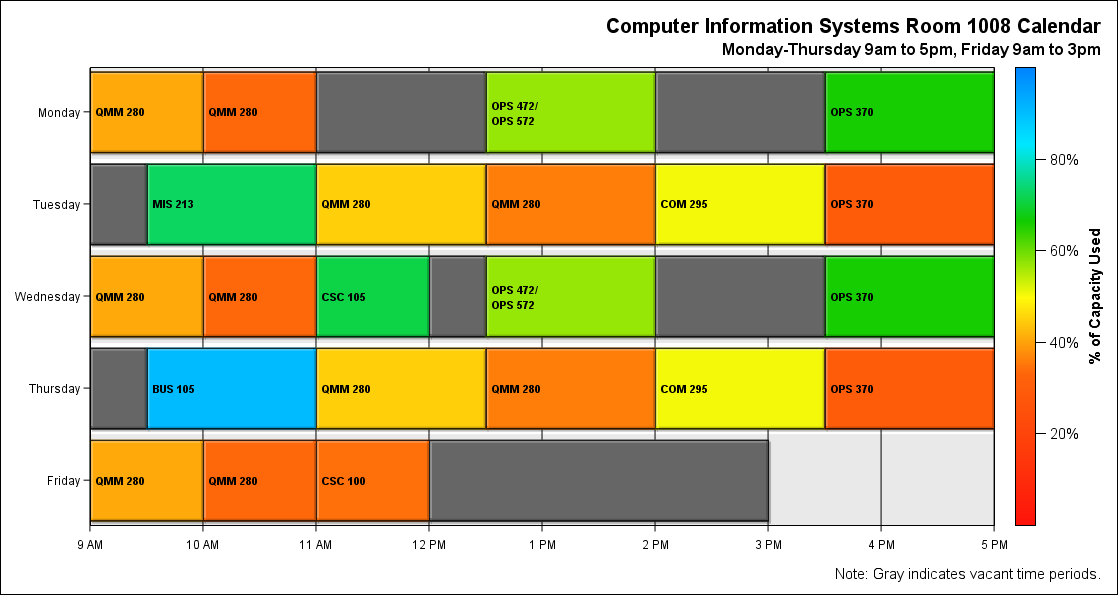 Computer Information Systems Room 1008 Calendar
Monday-Thursday 9am to 5pm, Friday 9am to 3pm
Monday
QMM 280
QMM 280
OPS 472/
OPS 572
OPS 370
Tuesday
MIS 213
QMM 280
QMM 280
COM 295
OPS 370
Wednesday
QMM 280
QMM 280
CSC 105
OPS 472/
OPS 572
OPS 370
Thursday
BUS 105
QMM 280
QMM 280
COM 295
OPS 370
Friday
QMM 280
QMM 280
CSC 100
9 AM
10 AM
11 AM
12 PM
1 PM
2 PM
3 PM
4 PM
5 PM
80%
60%
40%
20%
% of Capacity Used
Note: Gray indicates vacant time periods.